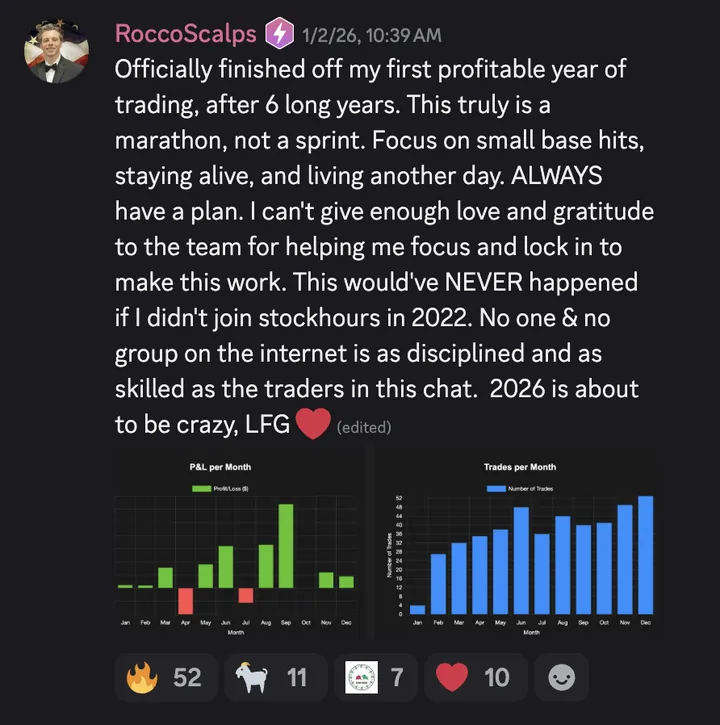 RoccoScalps 1/2/26, 10:39 AM
Officially finished off my first profitable year of
trading, after 6 long years. This truly is a
marathon, not a sprint. Focus on small base hits,
staying alive, and living another day. ALWAYS
have a plan. I can't give enough love and gratitude
to the team for helping me focus and lock in to
make this work. This would've NEVER happened
if I didn't join stockhours in 2022. No one & no
group on the internet is as disciplined and as
skilled as the traders in this chat.  2026 is about
to be crazy, LFG ❤️ (edited)
P&L per Month
Profit/Loss ($)
Jan Feb Mar Apr May Jun Jul Aug Sep Oct Nov Dec
Month
Trades per Month
Number of Trades
Number of Trades
52
48
44
40
36
32
28
24
20
16
12
8
4
0
Jan Feb Mar Apr May Jun Jul Aug Sep Oct Nov Dec
Month
🔥 52 🐐 11 7 ❤️ 10